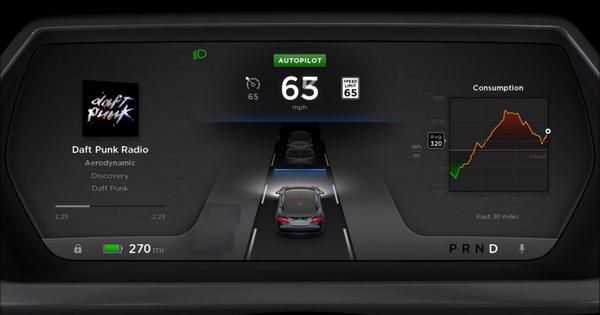 AUTOPILOT
65
mph
SPEED
LIMIT
65
daft
punk
Daft Punk Radio
Aerodynamic
Discovery
Daft Punk
1:23
-2:23
Consumption
Avg
320
Wh
mi
Past 30 miles
270 mi
P R N D